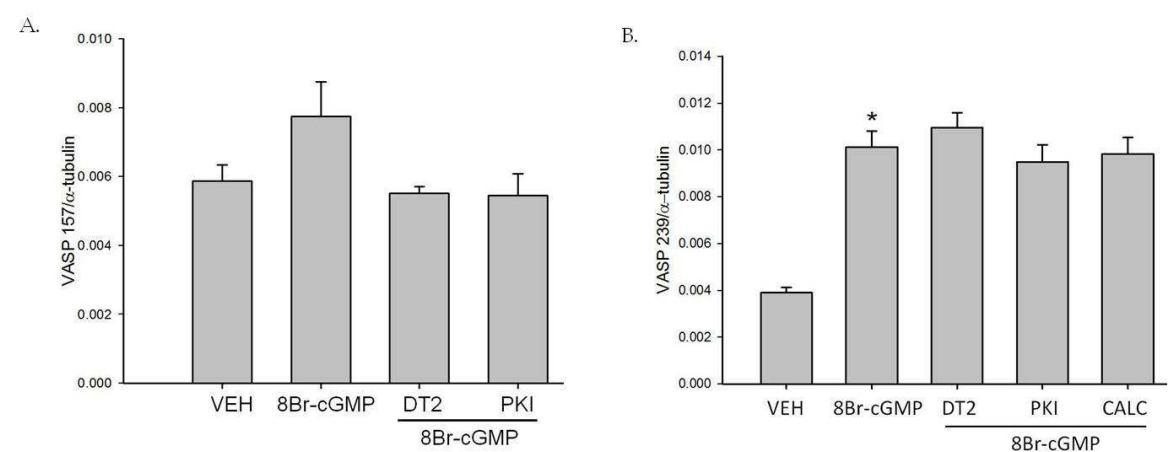 A.
0.010
0.008
0.006
0.004
0.002
0.000
VASP 157/α-tubulin
VEH 8Br-cGMP DT2 PKI
8Br-cGMP
B.
0.014
0.012
0.010
0.008
0.006
0.004
0.002
0.000
VASP 239/α-tubulin
*
VEH 8Br-cGMP DT2 PKI CALC
8Br-cGMP